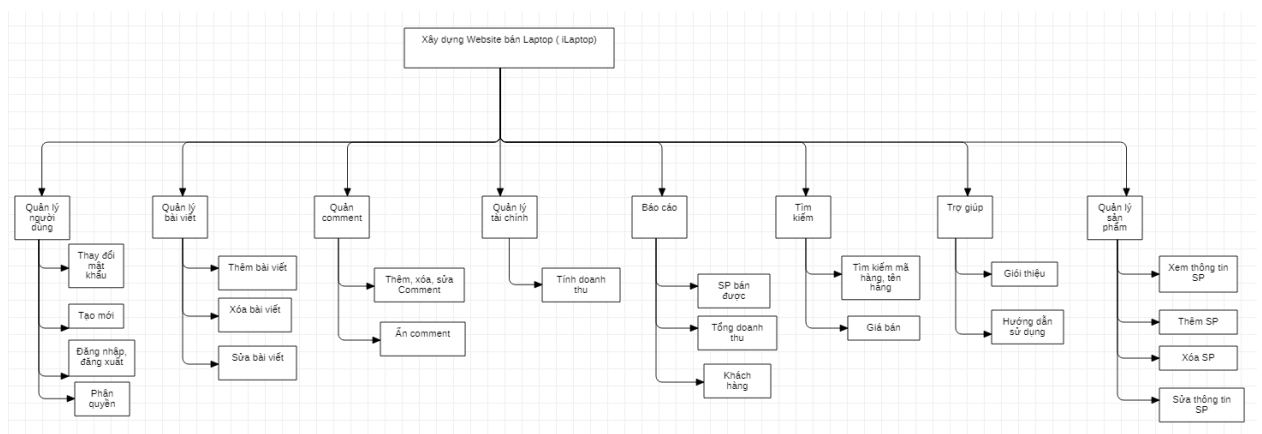 Xây dựng Website bán Laptop ( iLaptop)
Quản lý
người
dùng
Thay đổi
mật
khẩu
Tạo mới
Đăng nhập,
đăng xuất
Phân
quyền
Quản lý
bài viết
Thêm bài viết
Xóa bài viết
Sửa bài viết
Quản
comment
Thêm, xóa, sửa
Comment
Ẩn comment
Quản lý
tài chính
Tính doanh
thu
Báo cáo
SP bán
được
Tổng doanh
thu
Khách
hàng
Tìm
kiếm
Tìm kiếm mã
hàng, tên
hãng
Giá bán
Trợ giúp
Giói thiệu
Hướng dẫn
sử dụng
Quản lý
sản
phẩm
Xem thông tin
SP
Thêm SP
Xóa SP
Sửa thông tin
SP